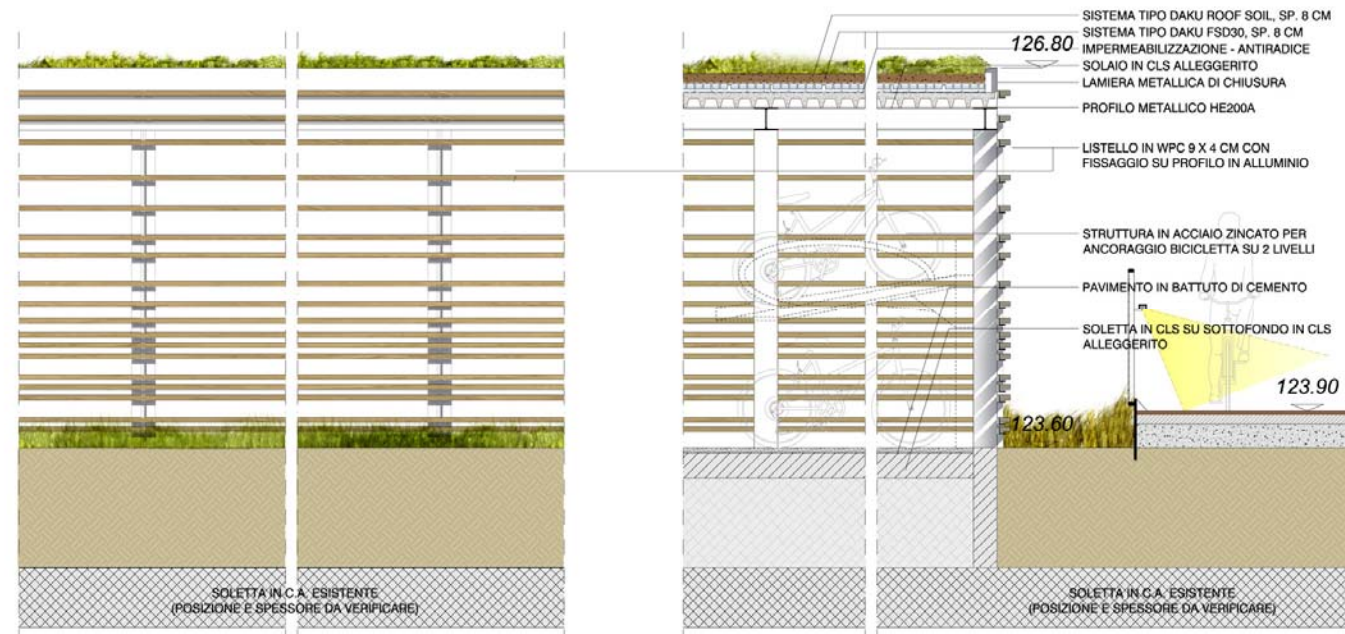 SISTEMA TIPO DAKU ROOF SOIL, SP. 8 CM
SISTEMA TIPO DAKU FSD30, SP. 8 CM
126.80
IMPERMEABILIZZAZIONE - ANTIRADICE
SOLAIO IN CLS ALLEGGERITO
LAMIERA METALLICA DI CHIUSURA
PROFILO METALLICO HE200A
LISTELLO IN WPC 9 X 4 CM CON
FISSAGGIO SU PROFILO IN ALLUMINIO
STRUTTURA IN ACCIAIO ZINCATO PER
ANCORAGGIO BICICLETTA SU 2 LIVELLI
PAVIMENTO IN BATTUTO DI CEMENTO
SOLETTA IN CLS SU SOTTOFONDO IN CLS
ALLEGGERITO
123.90
123.60
SOLETTA IN C.A. ESISTENTE
(POSIZIONE E SPESSORE DA VERIFICARE)
SOLETTA IN C.A. ESISTENTE
(POSIZIONE E SPESSORE DA VERIFICARE)